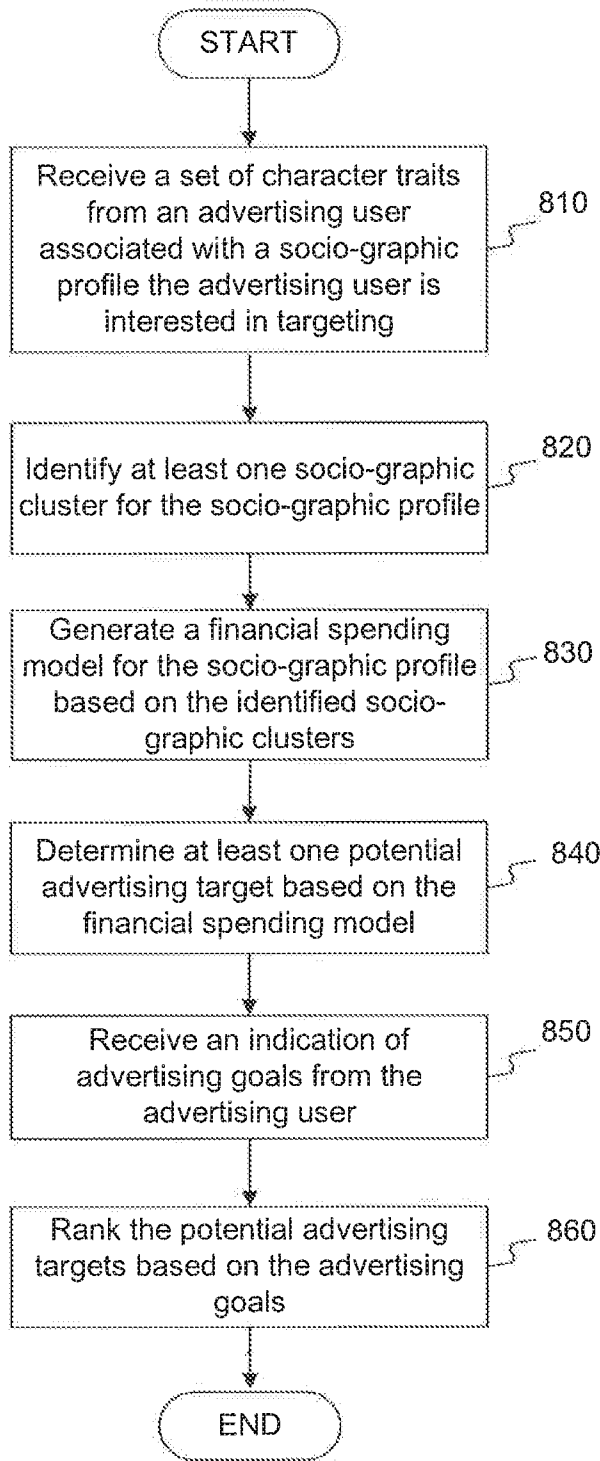 START
Receive a set of character traits
from an advertising user
associated with a socio-graphic
profile the advertising user is
interested in targeting
810
Identify at least one socio-graphic
cluster for the socio-graphic profile
820
Generate a financial spending
model for the socio-graphic profile
based on the identified socio-
graphic clusters
830
Determine at least one potential
advertising target based on the
financial spending model
840
Receive an indication of
advertising goals from the
advertising user
850
Rank the potential advertising
targets based on the advertising
goals
860
END